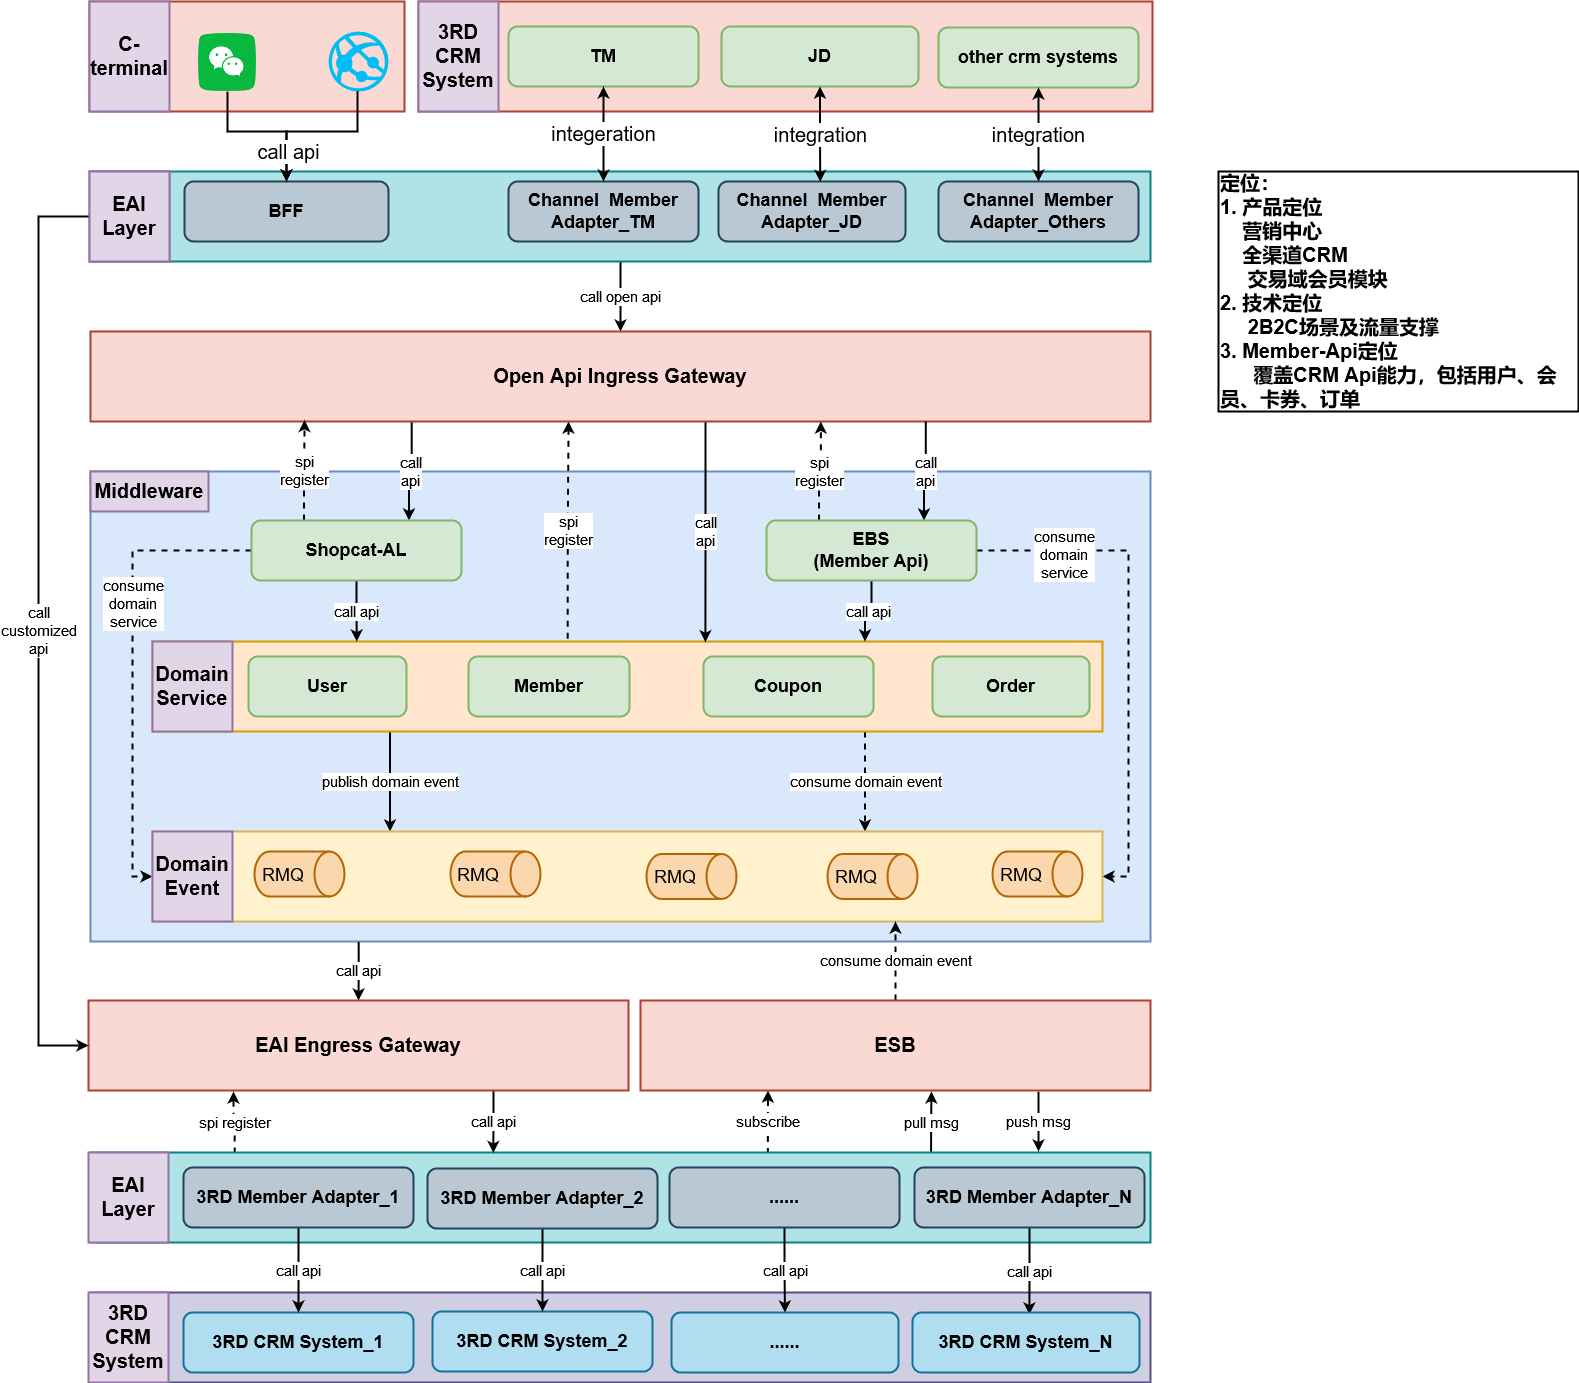 C-
terminal
3RD
CRM
System
TM
JD
other crm systems
call api
integeration
integration
integration
EAI
Layer
BFF
Channel  Member
Adapter_TM
Channel  Member
Adapter_JD
Channel  Member
Adapter_Others
定位：
1. 产品定位
营销中心
全渠道CRM
交易域会员模块
2. 技术定位
2B2C场景及流量支撑
3. Member-Api定位
覆盖CRM Api能力，包括用户、会
员、卡券、订单
call open api
Open Api Ingress Gateway
spi
register
call
api
spi
register
call
api
spi
register
call
api
Middleware
Shopcat-AL
EBS
(Member Api)
consume
domain
service
consume
domain
service
call api
call api
call
customized
api
Domain
Service
User
Member
Coupon
Order
publish domain event
consume domain event
Domain
Event
RMQ
RMQ
RMQ
RMQ
RMQ
call api
consume domain event
EAI Engress Gateway
ESB
spi register
call api
subscribe
pull msg
push msg
EAI
Layer
3RD Member Adapter_1
3RD Member Adapter_2
......
3RD Member Adapter_N
call api
call api
call api
call api
3RD
CRM
System
3RD CRM System_1
3RD CRM System_2
......
3RD CRM System_N